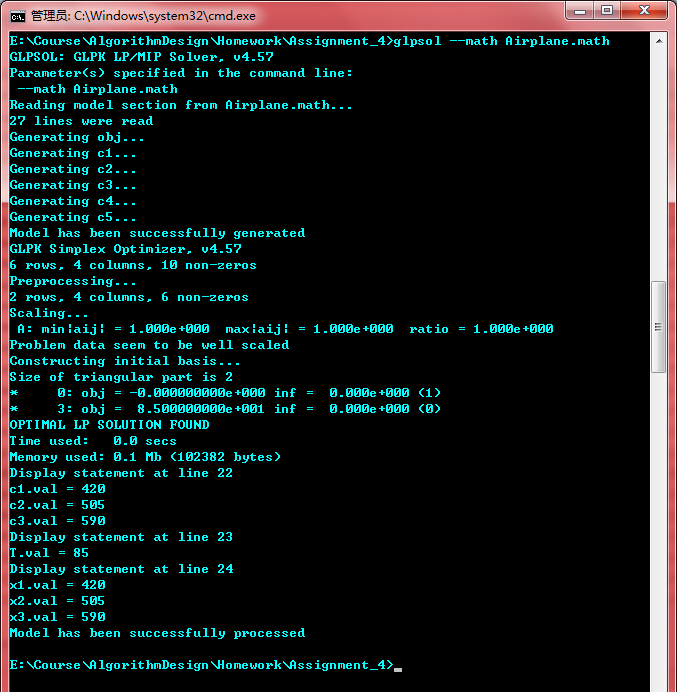 管理员: C:\Windows\system32\cmd.exe
E:\Course\AlgorithmDesign\Homework\Assignment_4>glpsol --math Airplane.math
GLPSOL: GLPK LP/MIP Solver, v4.57
Parameter(s) specified in the command line:
 --math Airplane.math
Reading model section from Airplane.math...
27 lines were read
Generating obj...
Generating c1...
Generating c2...
Generating c3...
Generating c4...
Generating c5...
Model has been successfully generated
GLPK Simplex Optimizer, v4.57
6 rows, 4 columns, 10 non-zeros
Preprocessing...
2 rows, 4 columns, 6 non-zeros
Scaling...
 A: min|aij| = 1.000e+000  max|aij| = 1.000e+000  ratio = 1.000e+000
Problem data seem to be well scaled
Constructing initial basis...
Size of triangular part is 2
*     0: obj = -0.000000000e+000 inf =  0.000e+000 (1)
*     3: obj =  8.500000000e+001 inf =  0.000e+000 (0)
OPTIMAL LP SOLUTION FOUND
Time used:   0.0 secs
Memory used: 0.1 Mb (102382 bytes)
Display statement at line 22
c1.val = 420
c2.val = 505
c3.val = 590
Display statement at line 23
T.val = 85
Display statement at line 24
x1.val = 420
x2.val = 505
x3.val = 590
Model has been successfully processed
E:\Course\AlgorithmDesign\Homework\Assignment_4>